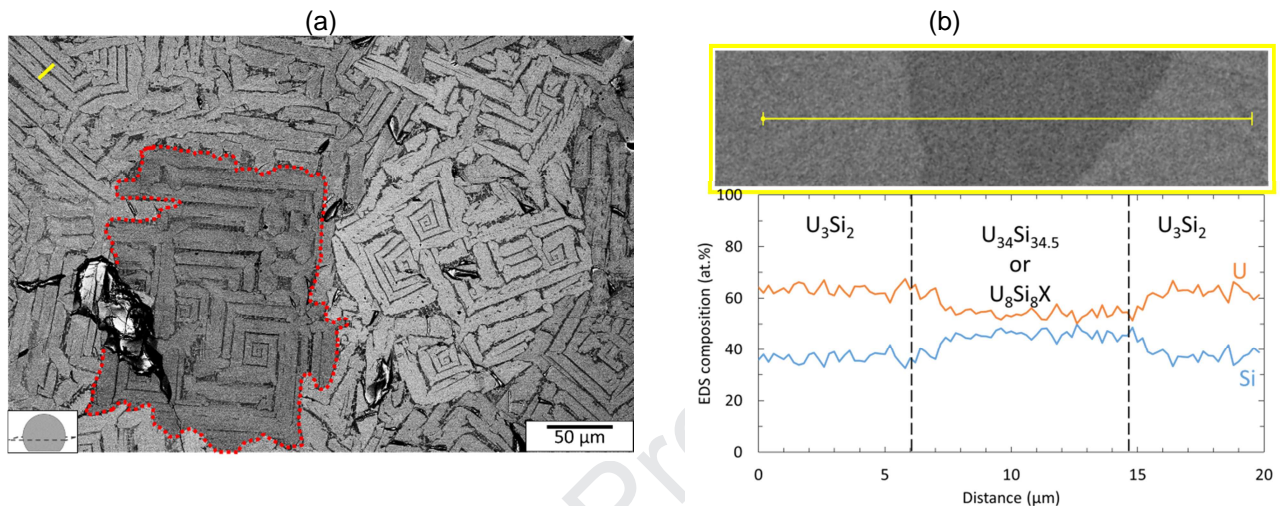 (a)
(b)
50 µm
100
80
60
40
20
0
EDS composition (at.%)
U₃Si₂
U₃₄Si₃₄.₅
or
U₈Si₈X
U₃Si₂
U
Si
0
5
10
15
20
Distance (µm)
Pre